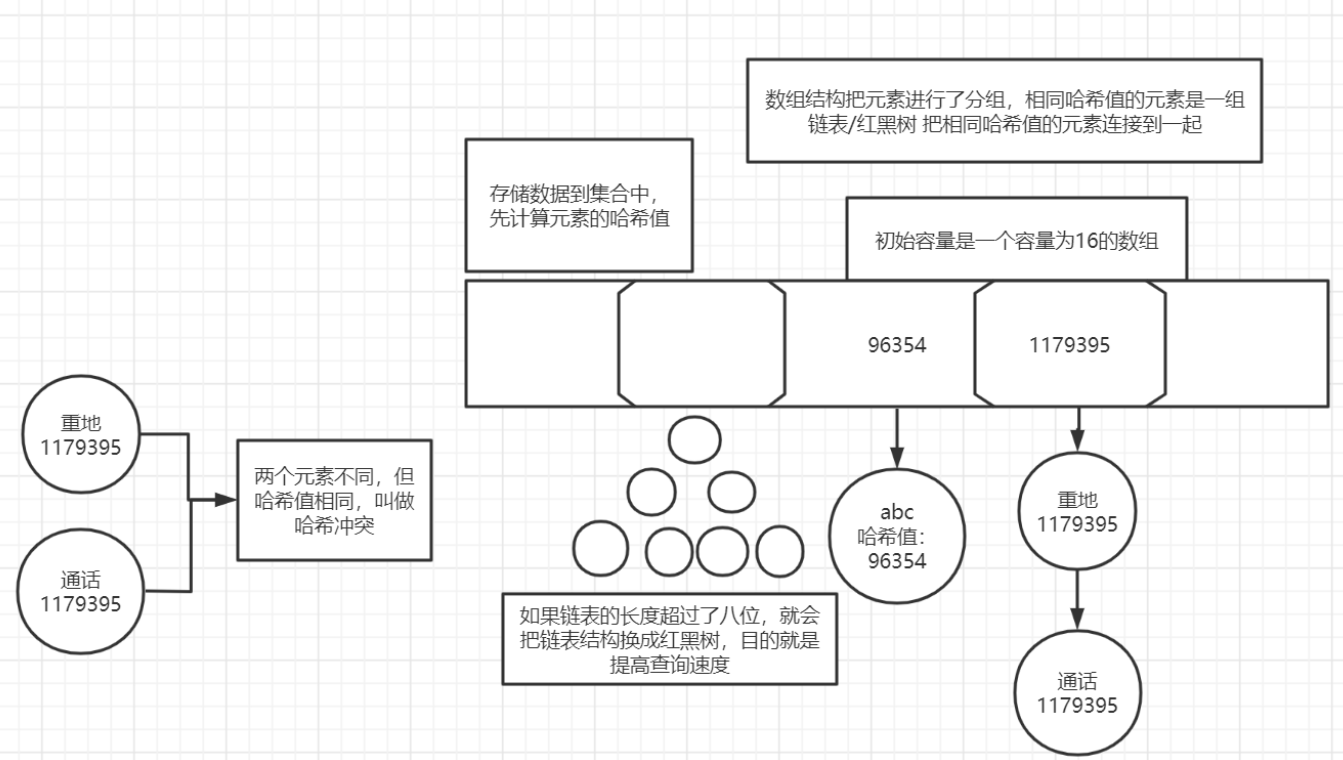 数组结构把元素进行了分组，相同哈希值的元素是一组
链表/红黑树 把相同哈希值的元素连接到一起
存储数据到集合中，
先计算元素的哈希值
初始容量是一个容量为16的数组
96354
1179395
重地
1179395
两个元素不同，但
哈希值相同，叫做
哈希冲突
通话
1179395
abc
哈希值：
96354
重地
1179395
如果链表的长度超过了八位，就会
把链表结构换成红黑树，目的就是
提高查询速度
通话
1179395